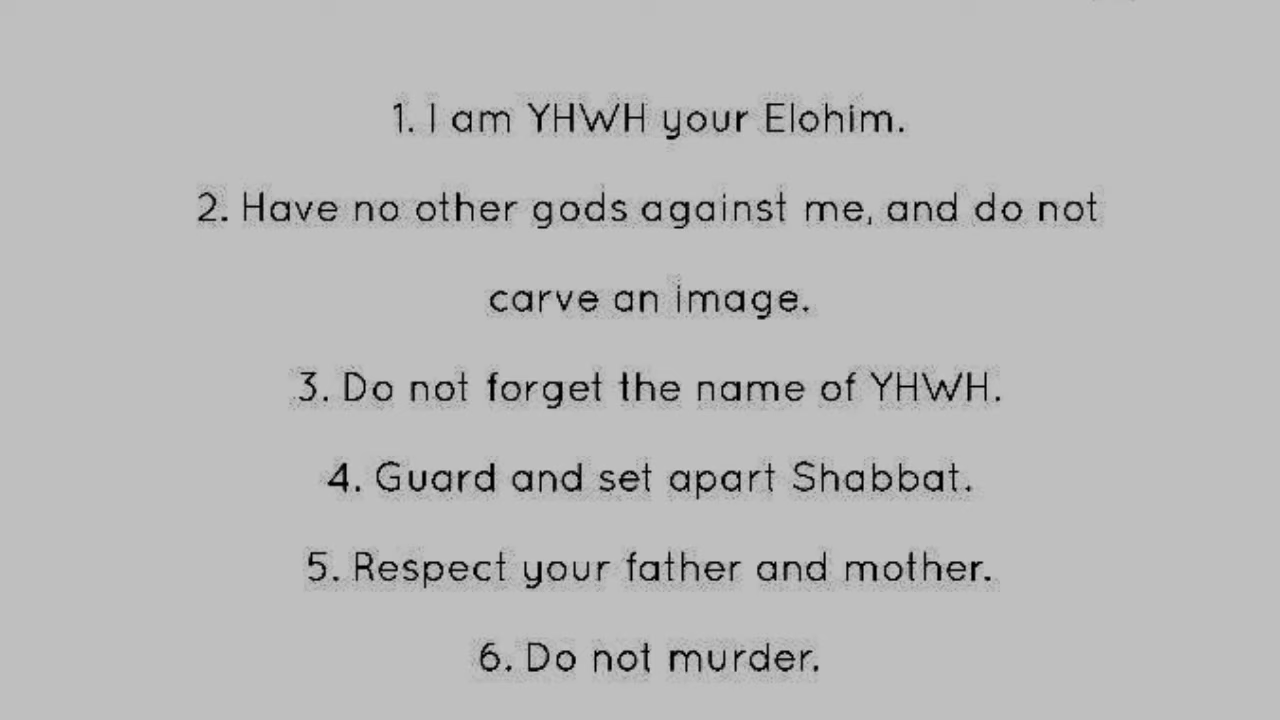 1. I am YHWH your Elohim.
2. Have no other gods against me, and do not
carve an image.
3. Do not forget the name of YHWH.
4. Guard and set apart Shabbat.
5. Respect your father and mother.
6. Do not murder.